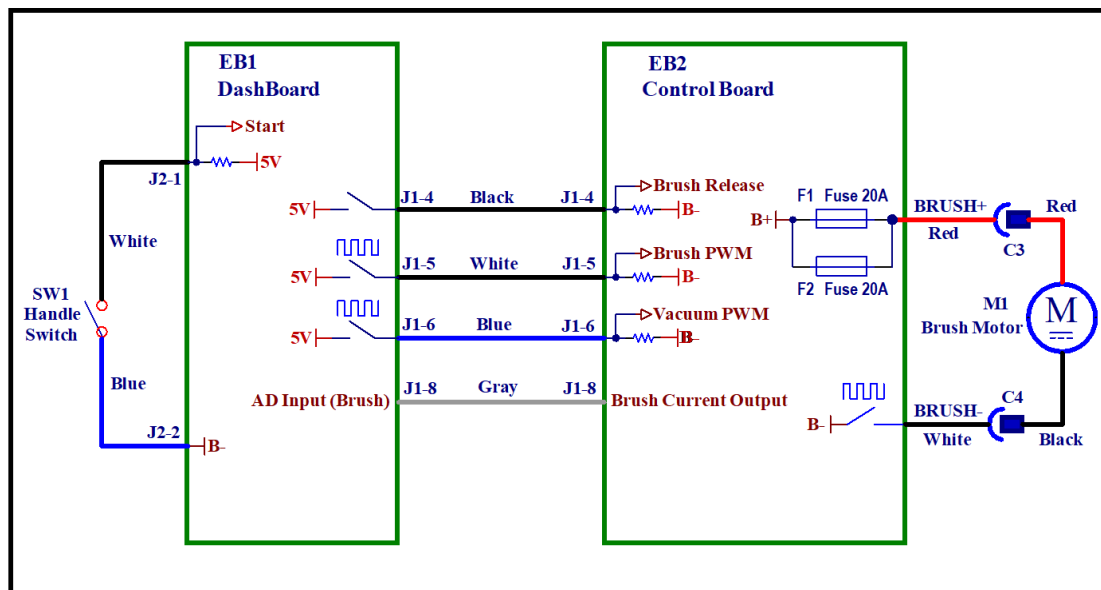 EB1
DashBoard
Start
5V
J2-1
White
SW1
Handle
Switch
Blue
J2-2
B-
5V
J1-4
Black
J1-4
5V
J1-5
White
J1-5
5V
J1-6
Blue
J1-6
AD Input (Brush)
J1-8
Gray
J1-8
EB2
Control Board
Brush Release
B-
Brush PWM
B-
Vacuum PWM
B-
Brush Current Output
F1 Fuse 20A
B+
F2 Fuse 20A
B-
BRUSH+
Red
C3
Red
M1
Brush Motor
M
BRUSH-
White
C4
Black